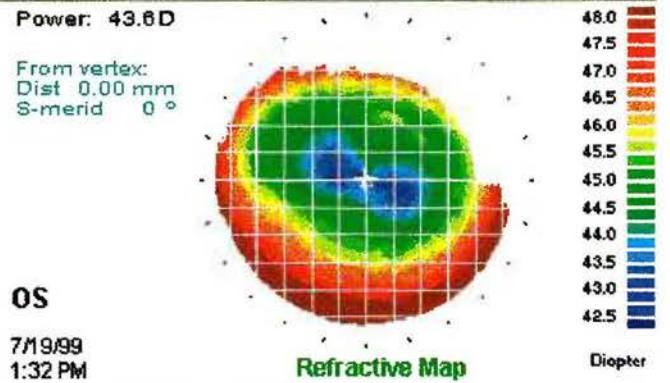 Power: 43.6D
From vertex:
Dist 0.00 mm
S-merid 0 °
OS
7/19/99
1:32 PM
Refractive Map
48.0
47.5
47.0
46.5
46.0
45.5
45.0
44.5
44.0
43.5
43.0
42.5
Diopter